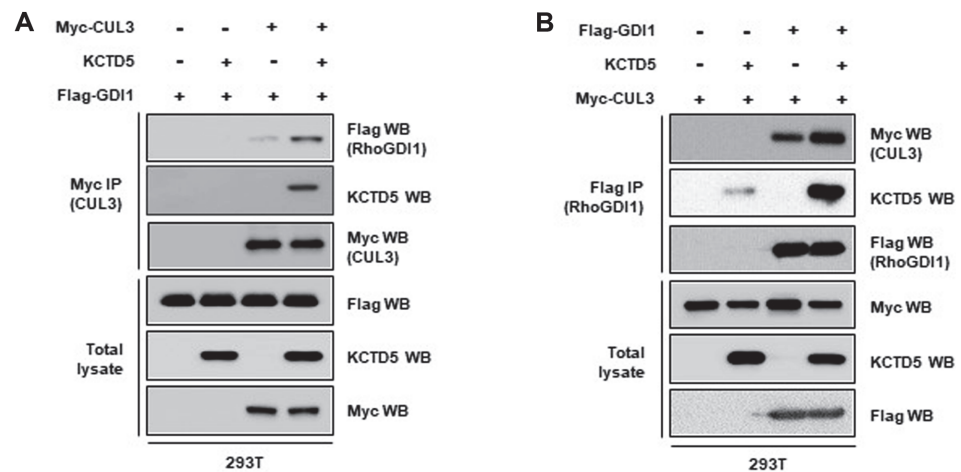 A
Myc-CUL3 - - + +
KCTD5 - + - +
Flag-GDI1 + + + +
Myc IP
(CUL3)
Flag WB
(RhoGDI1)
KCTD5 WB
Myc WB
(CUL3)
Total
lysate
Flag WB
KCTD5 WB
Myc WB
293T
B
Flag-GDI1 - - + +
KCTD5 - + - +
Myc-CUL3 + + + +
Flag IP
(RhoGDI1)
Myc WB
(CUL3)
KCTD5 WB
Flag WB
(RhoGDI1)
Total
lysate
Myc WB
KCTD5 WB
Flag WB
293T